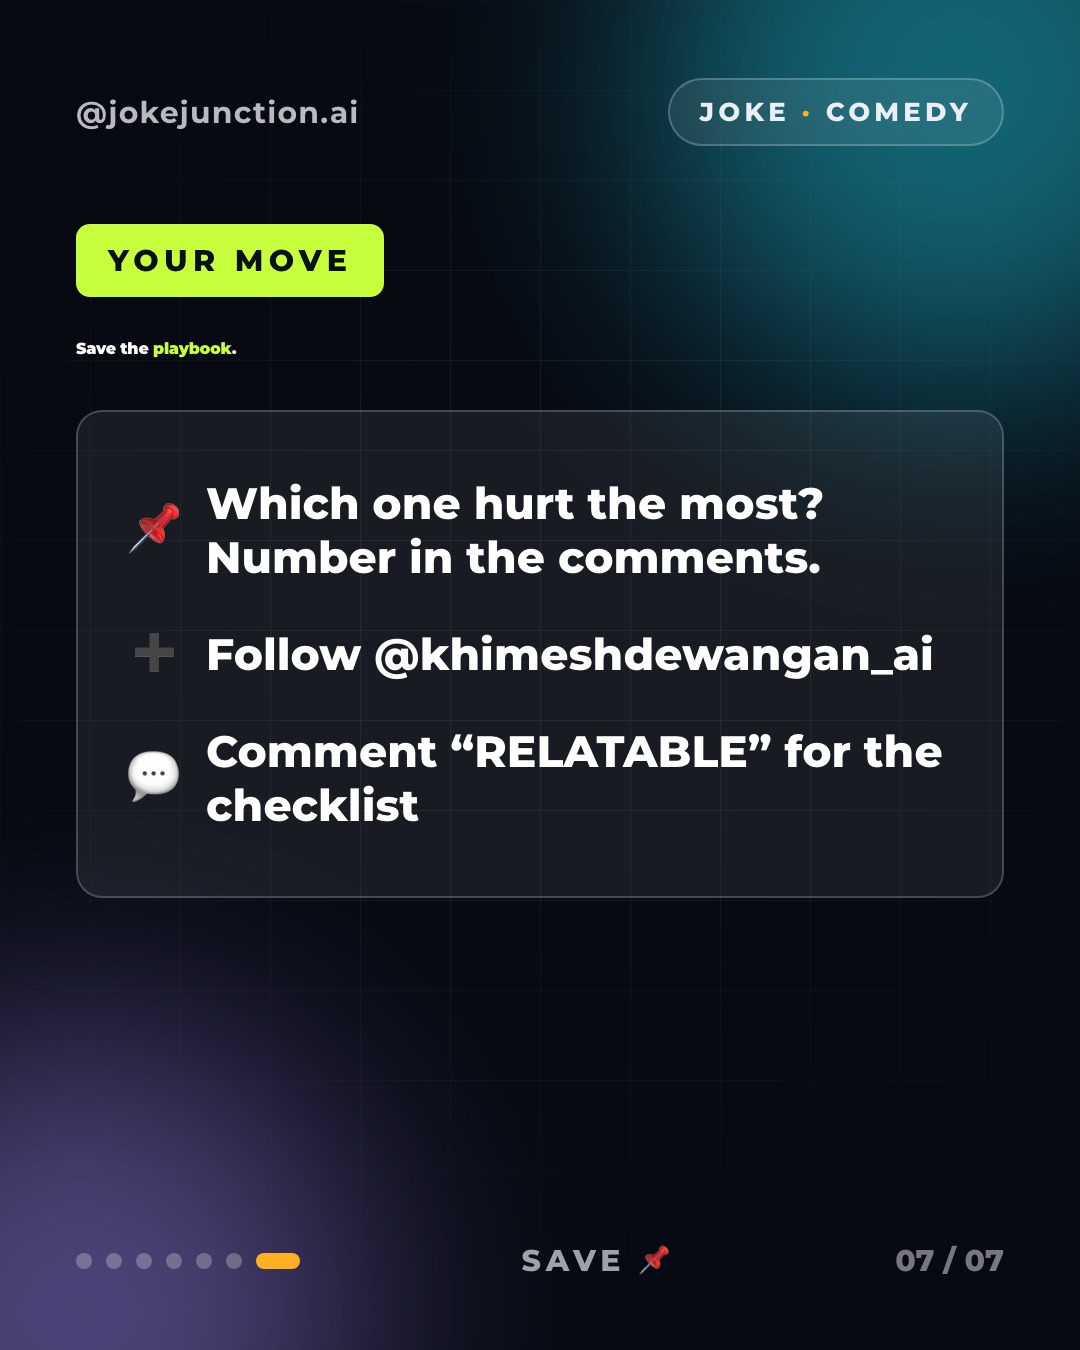 @jokejunction.ai
JOKE • COMEDY
YOUR MOVE
Save the playbook.
📌 Which one hurt the most?
Number in the comments.
➕ Follow @khimeshdewangan_ai
💬 Comment “RELATABLE” for the
checklist
SAVE 📌
07 / 07